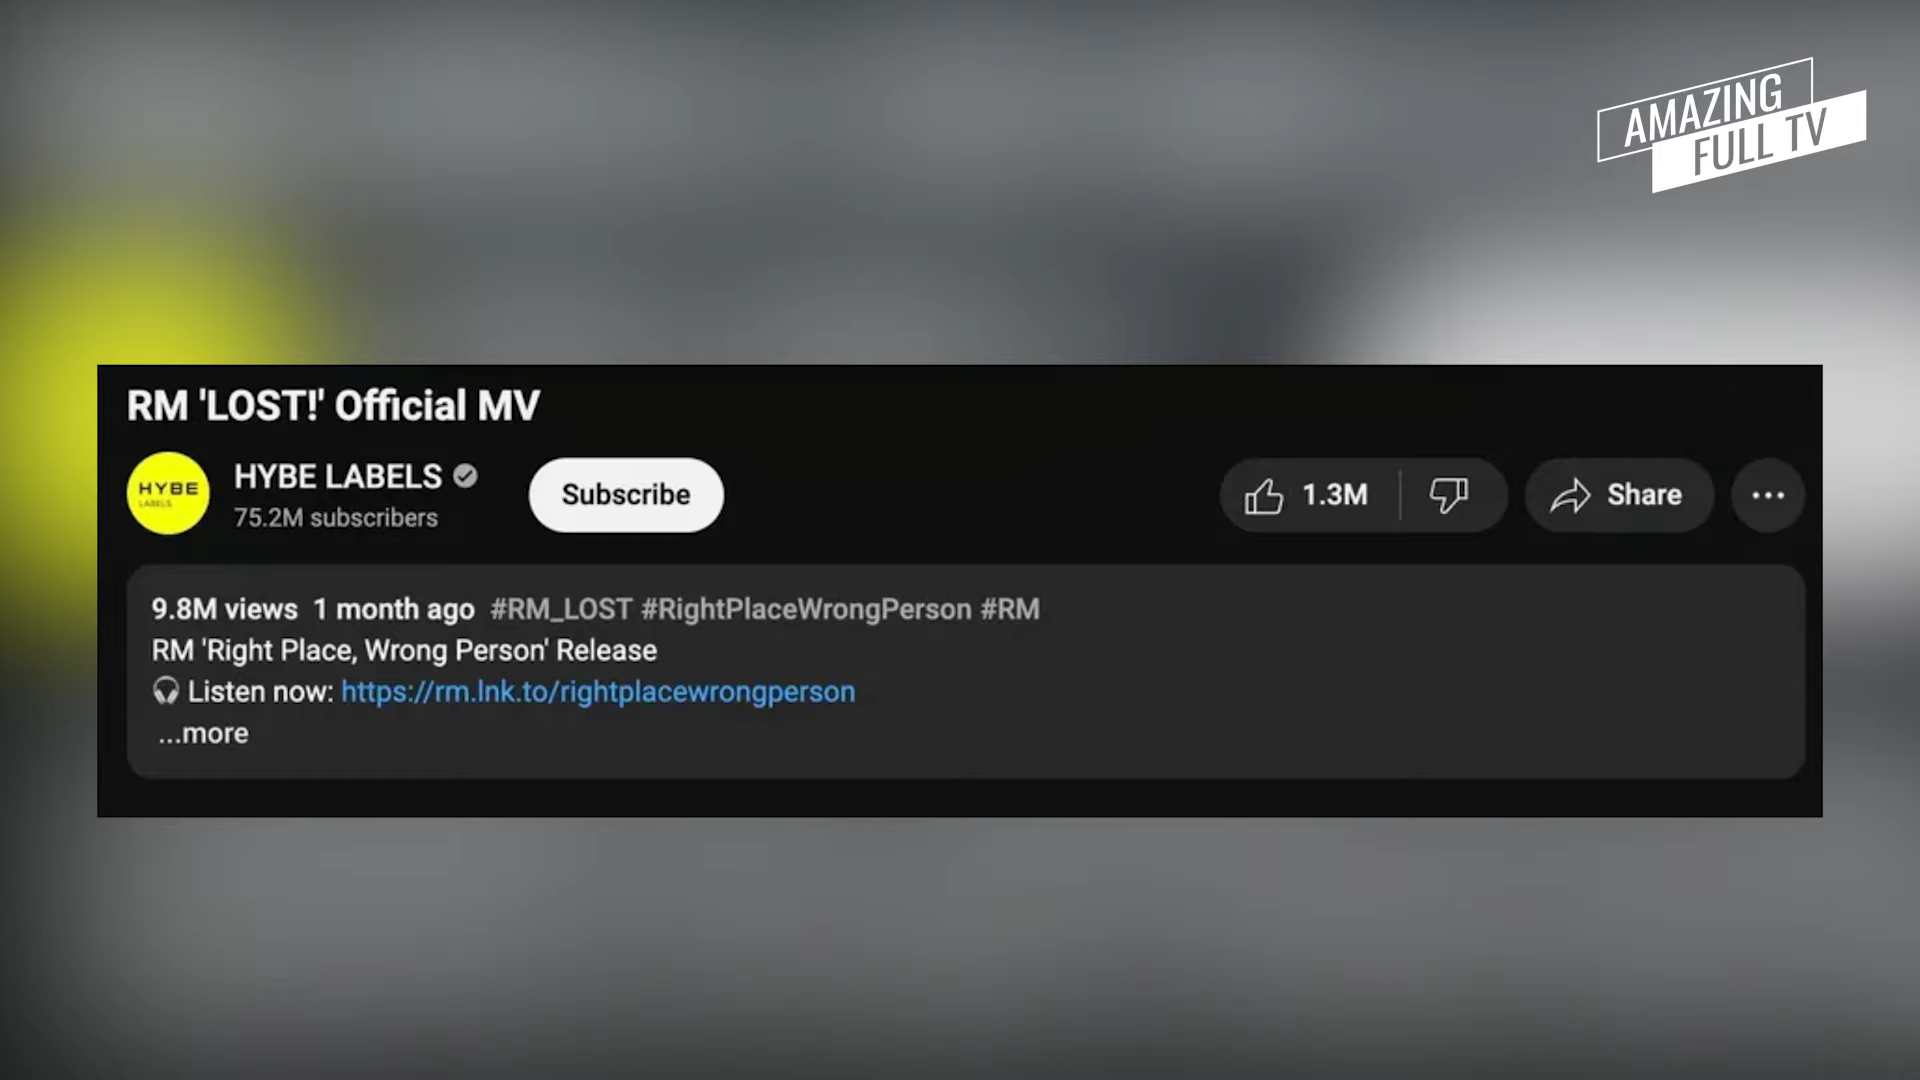 AMAZING
FULL TV
RM 'LOST!' Official MV
HYBE LABELS
HYBE
LABELS
75.2M subscribers
Subscribe
1.3M
Share
9.8M views 1 month ago #RM_LOST #RightPlaceWrongPerson #RM
RM 'Right Place, Wrong Person' Release
Listen now: https://rm.lnk.to/rightplacewrongperson
...more